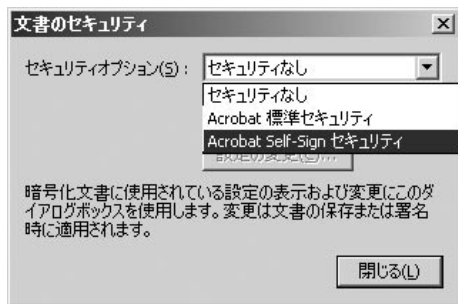 文書のセキュリティ
セキュリティオプション(S): セキュリティなし
セキュリティなし
Acrobat 標準セキュリティ
Acrobat Self-Sign セキュリティ
設定の変更(C)...
暗号化文書に使用されている設定の表示および変更にこのダ
イアログボックスを使用します。変更は文書の保存または署名
時に適用されます。
閉じる(L)